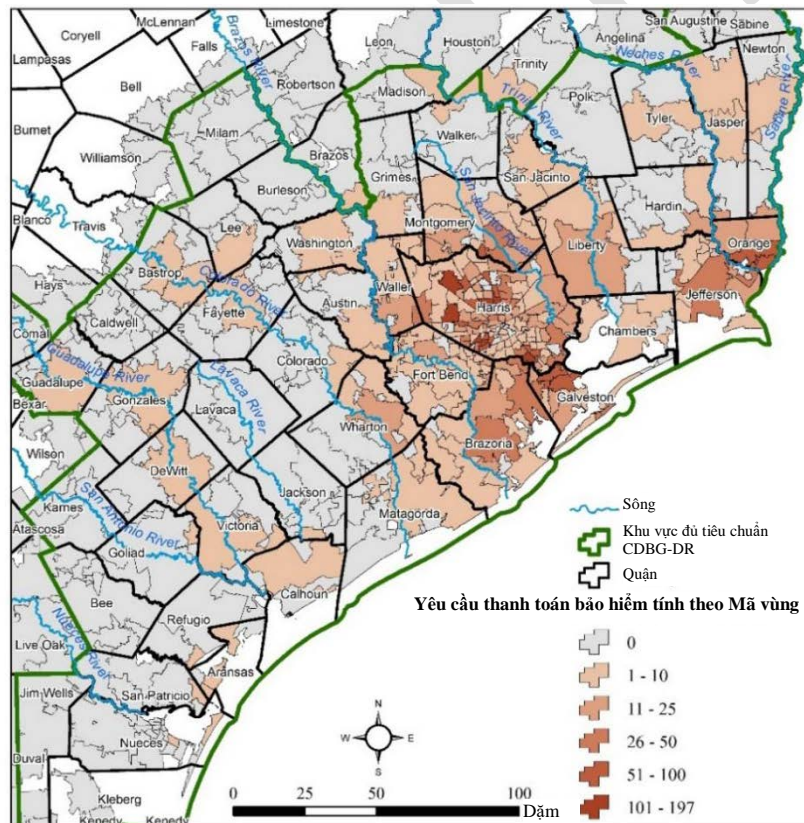 McLennan
Limestone
San Augustine
Sabine
Coryell
Falls
Leon
Houston
Angelina
Newton
Lampasas
Brazos River
Neches River
Bell
Robertson
Trinity
Madison
Trinity River
Polk
Tyler
Jasper
Sabine River
Burnet
Milam
Walker
Williamson
Brazos
Grimes
San Jacinto
Burleson
Hardin
Blanco
Travis
Lee
Washington
Montgomery
San Jacinto River
Liberty
Orange
Bastrop
Colorado River
Hays
Fayette
Austin
Waller
Harris
Jefferson
Caldwell
Chambers
Comal
Guadalupe River
Colorado
Fort Bend
Guadalupe
Gonzales
Lavaca River
Lavaca
Galveston
Bexar
Wharton
Brazoria
Wilson
DeWitt
Jackson
Karnes
San Antonio River
Victoria
Matagorda
Atascosa
Goliad
Calhoun
Bee
Refugio
Nueces River
Live Oak
Aransas
Jim Wells
San Patricio
Nueces
Duval
Kleberg
Kenedy
Kenedy
Sông
Khu vực đủ tiêu chuẩn
CDBG-DR
Quận
Yêu cầu thanh toán bảo hiểm tính theo Mã vùng
0
1 - 10
11 - 25
26 - 50
51 - 100
101 - 197
N
W E
S
0 25 50 100
Dặm